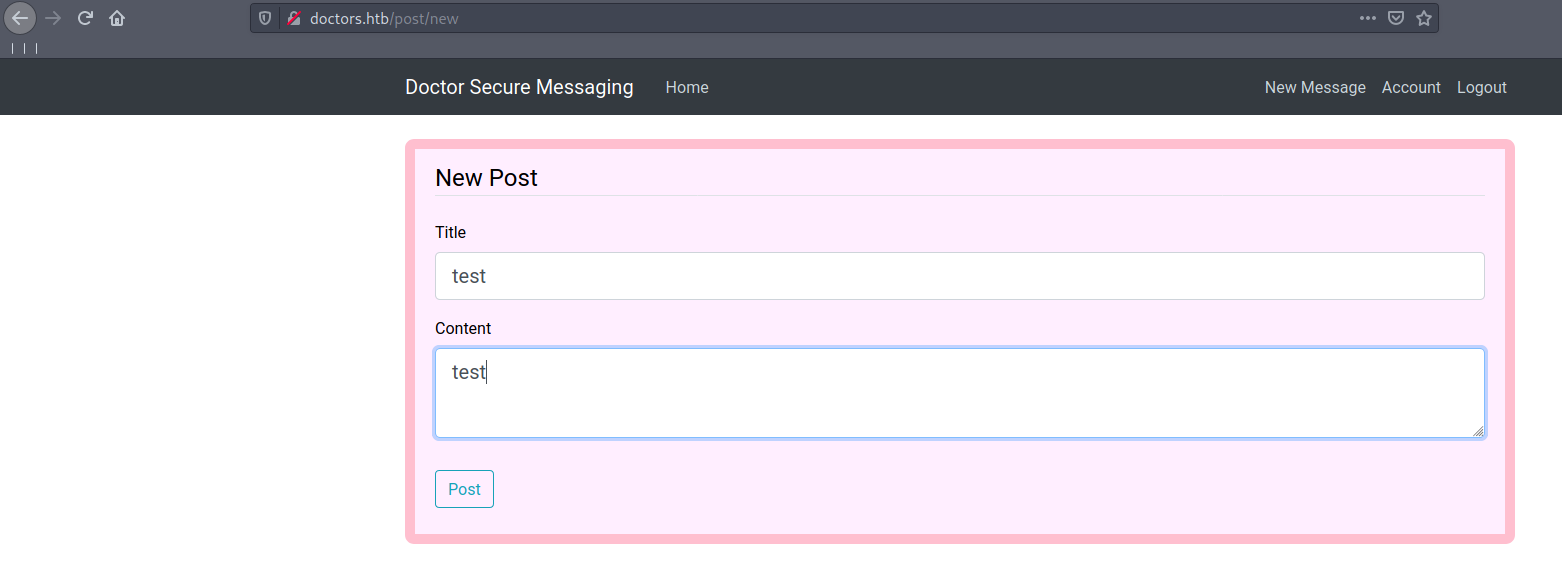 doctors.htb/post/new
Doctor Secure Messaging Home New Message Account Logout
New Post
Title
test
Content
test
Post